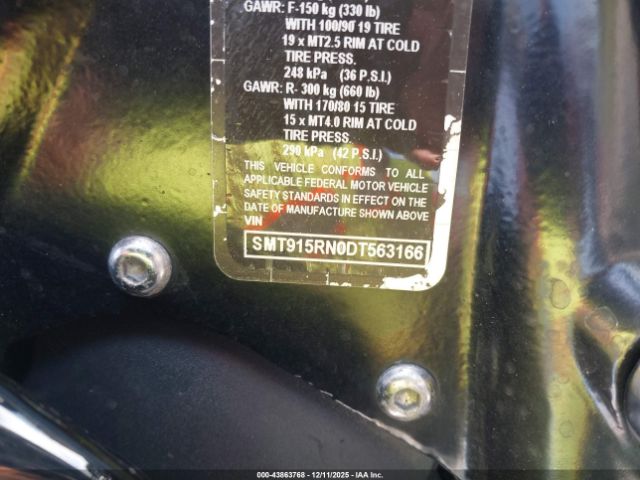 GAWR: F-150 kg (330 lb)
WITH 100/90 19 TIRE
19 x MT2.5 RIM AT COLD
TIRE PRESS.
248 kPa (36 P.S.I.)
GAWR: R- 300 kg (660 lb)
WITH 170/80 15 TIRE
15 x MT4.0 RIM AT COLD
TIRE PRESS.
290 kPa (42 P.S.I.)
THIS VEHICLE CONFORMS TO ALL
APPLICABLE FEDERAL MOTOR VEHICLE
SAFETY STANDARDS IN EFFECT ON THE
DATE OF MANUFACTURE SHOWN ABOVE
VIN
SMT915RN0DT563166
000-43863768 - 12/11/2025 - IAA Inc.